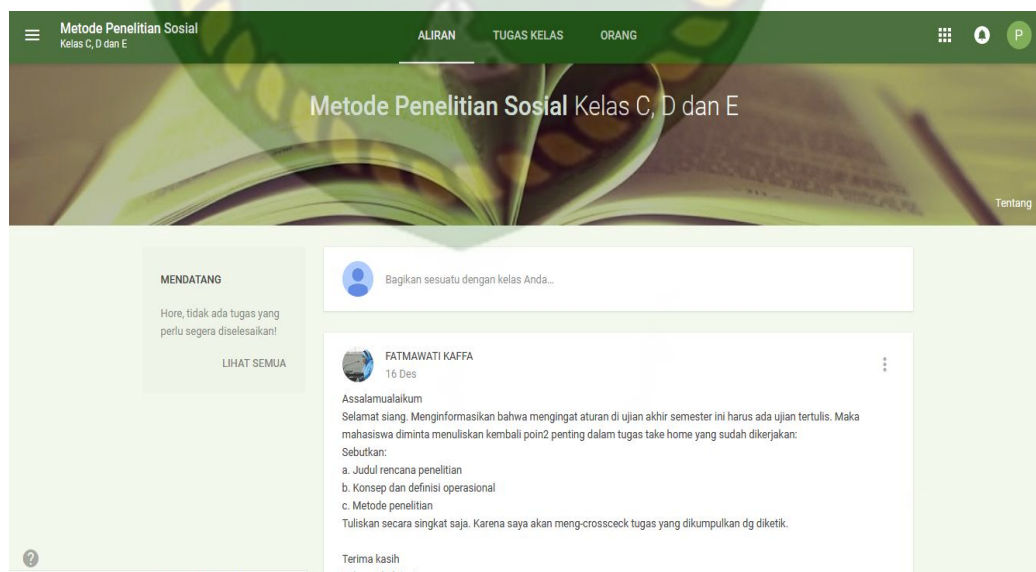 Metode Penelitian Sosial
Kelas C, D dan E
ALIRAN
TUGAS KELAS
ORANG
P
Metode Penelitian Sosial Kelas C, D dan E
Tentang
MENDATANG
Hore, tidak ada tugas yang
perlu segera diselesaikan!
LIHAT SEMUA
Bagikan sesuatu dengan kelas Anda...
FATMAWATI KAFFA
16 Des
Assalamualaikum
Selamat siang. Menginformasikan bahwa mengingat aturan di ujian akhir semester ini harus ada ujian tertulis. Maka
mahasiswa diminta menuliskan kembali poin2 penting dalam tugas take home yang sudah dikerjakan:
Sebutkan:
a. Judul rencana penelitian
b. Konsep dan definisi operasional
c. Metode penelitian
Tuliskan secara singkat saja. Karena saya akan meng-crossceck tugas yang dikumpulkan dg diketik.
Terima kasih